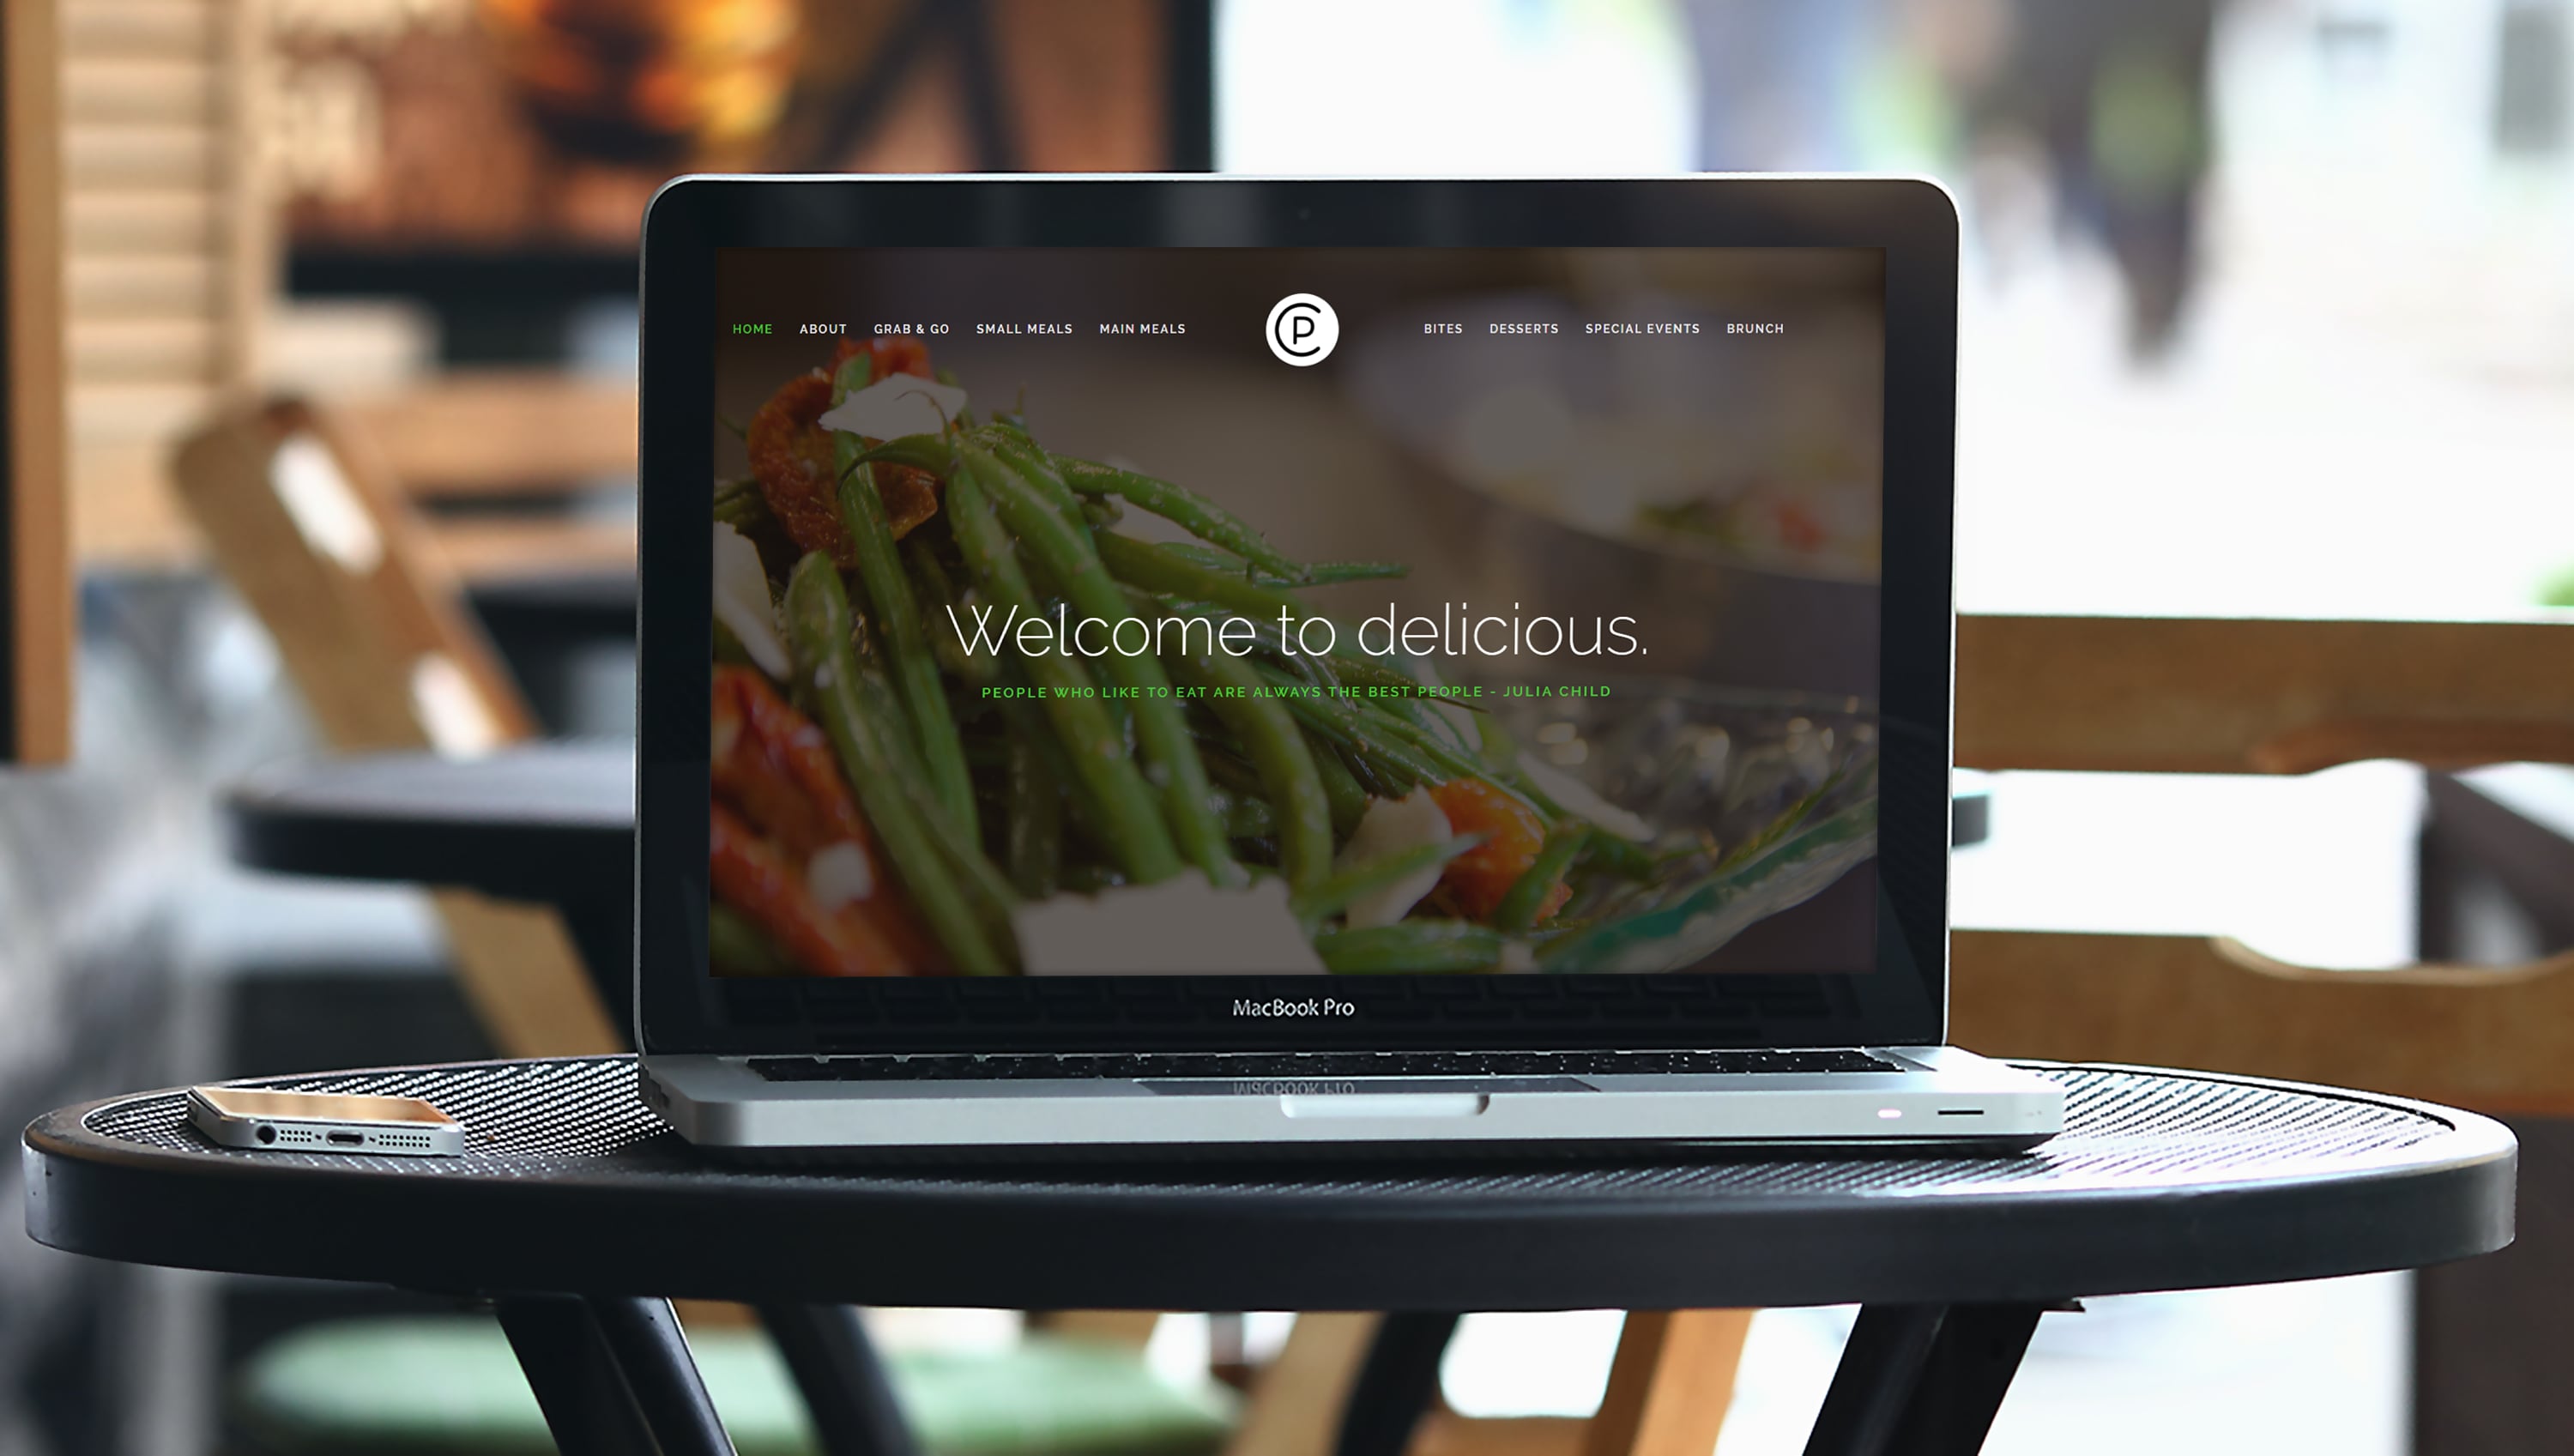 HOME ABOUT GRAB & GO SMALL MEALS MAIN MEALS CP BITES DESSERTS SPECIAL EVENTS BRUNCH
Welcome to delicious.
PEOPLE WHO LIKE TO EAT ARE ALWAYS THE BEST PEOPLE - JULIA CHILD
MacBook Pro